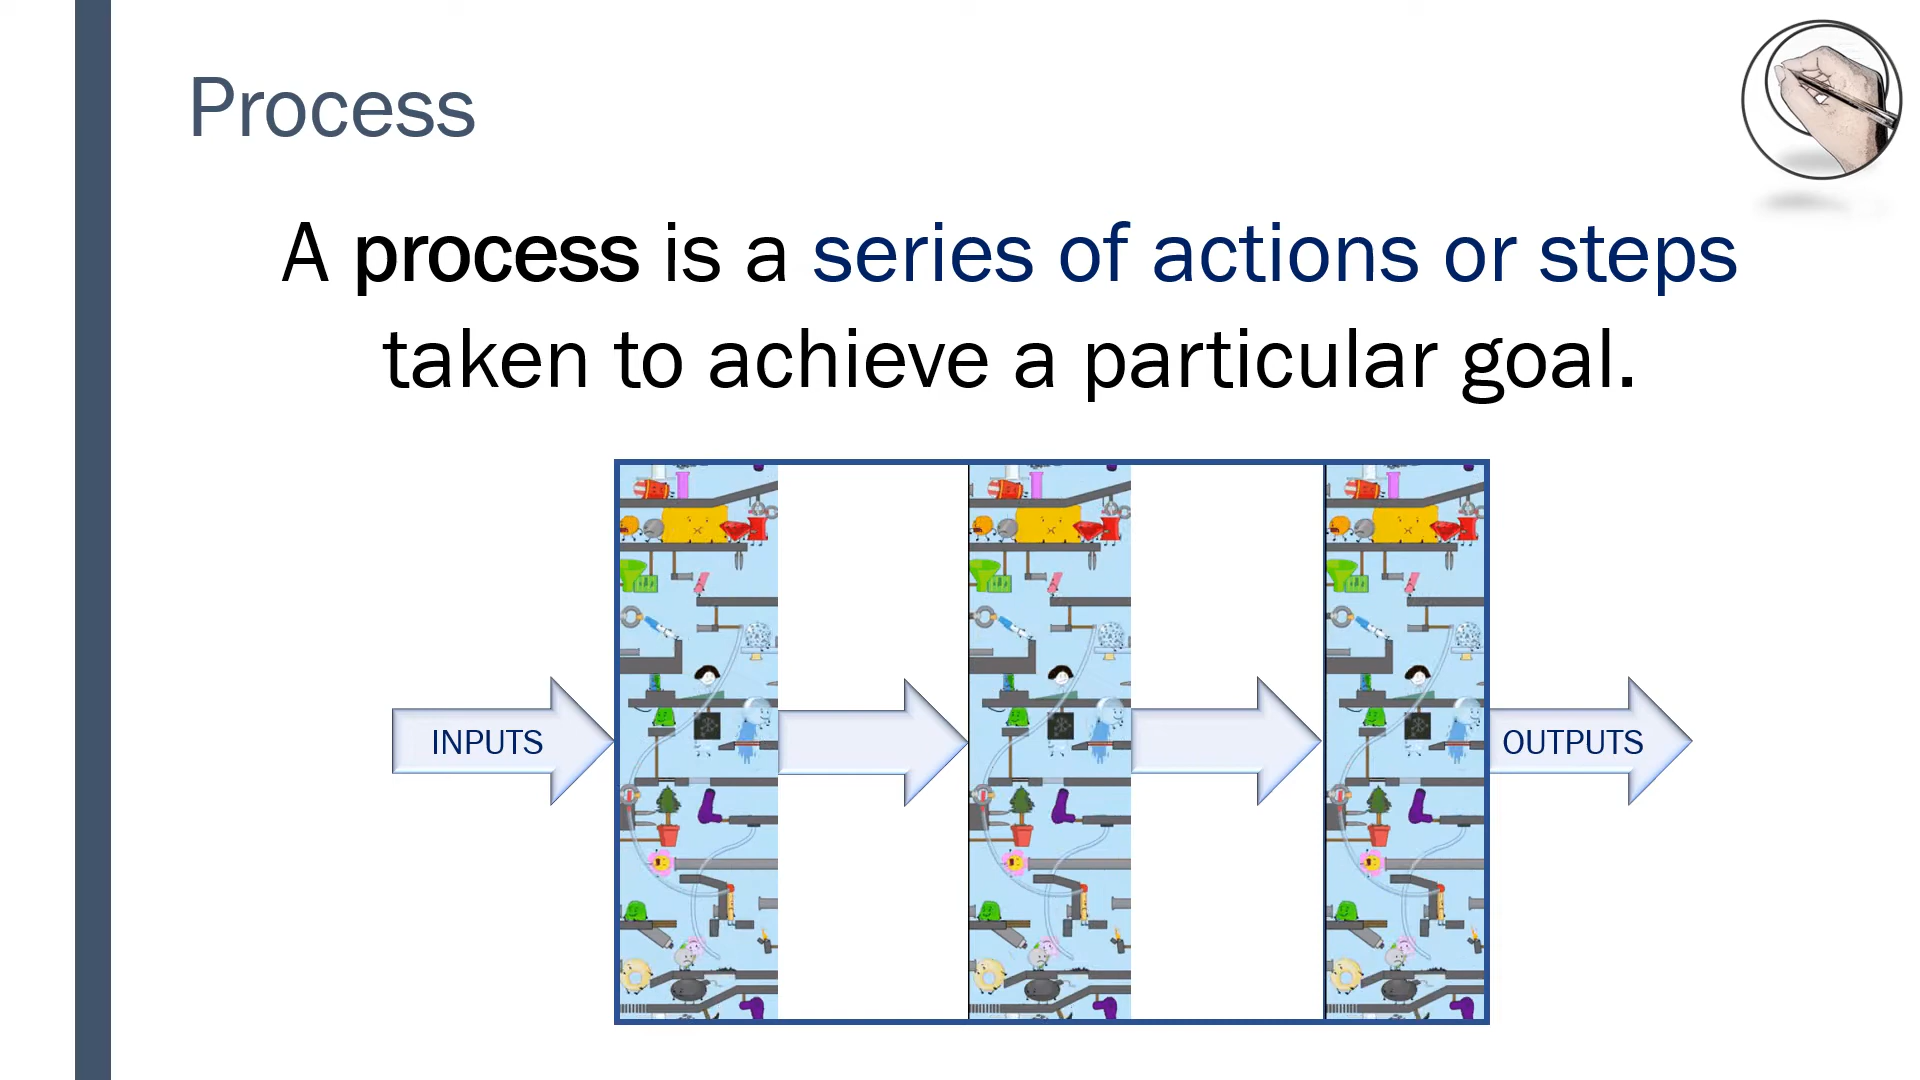 Process
A process is a series of actions or steps
taken to achieve a particular goal.
INPUTS
OUTPUTS